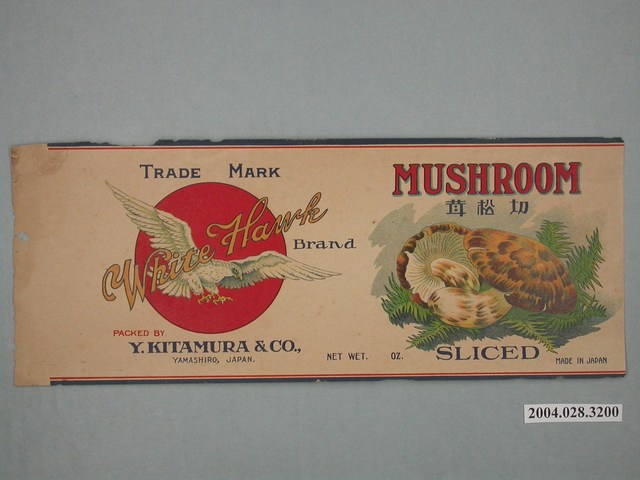 TRADE MARK
White Hawk
Brand
PACKED BY
Y. KITAMURA & CO.,
YAMASHIRO, JAPAN.
NET WET. OZ.
MUSHROOM
茸松切
SLICED
MADE IN JAPAN
2004.028.3200